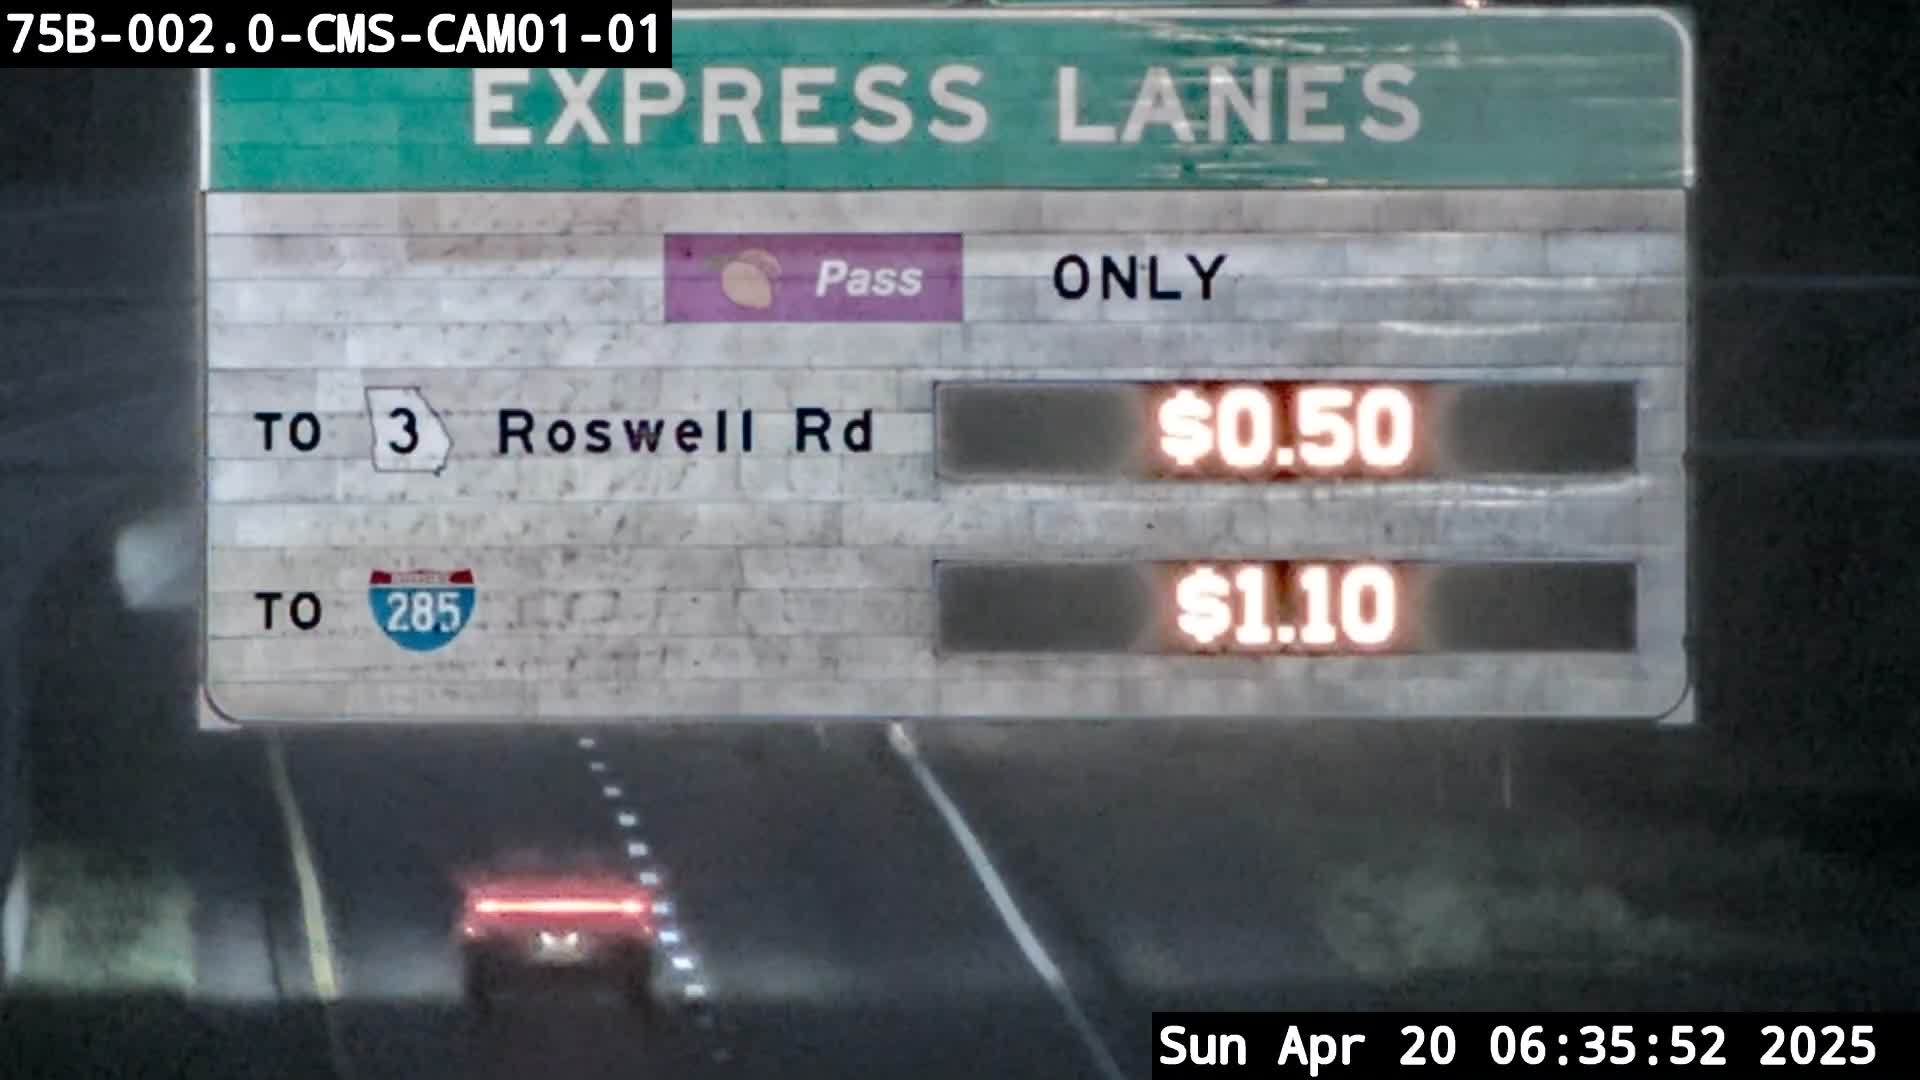 75B-002.0-CMS-CAM01-01
EXPRESS LANES
Pass ONLY
TO 3 Roswell Rd $0.50
TO 285 $1.10
Sun Apr 20 06:35:52 2025